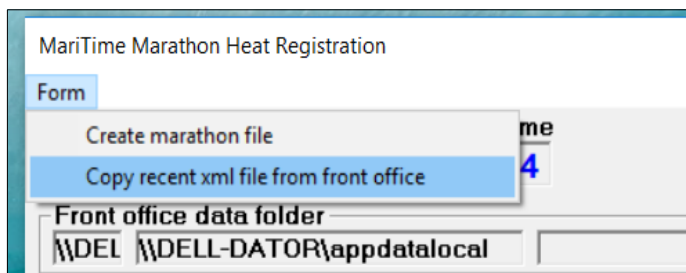 MariTime Marathon Heat Registration
Form
Create marathon file
me
Copy recent xml file from front office
4
Front office data folder
\\DEL \\DELL-DATOR\appdatalocal